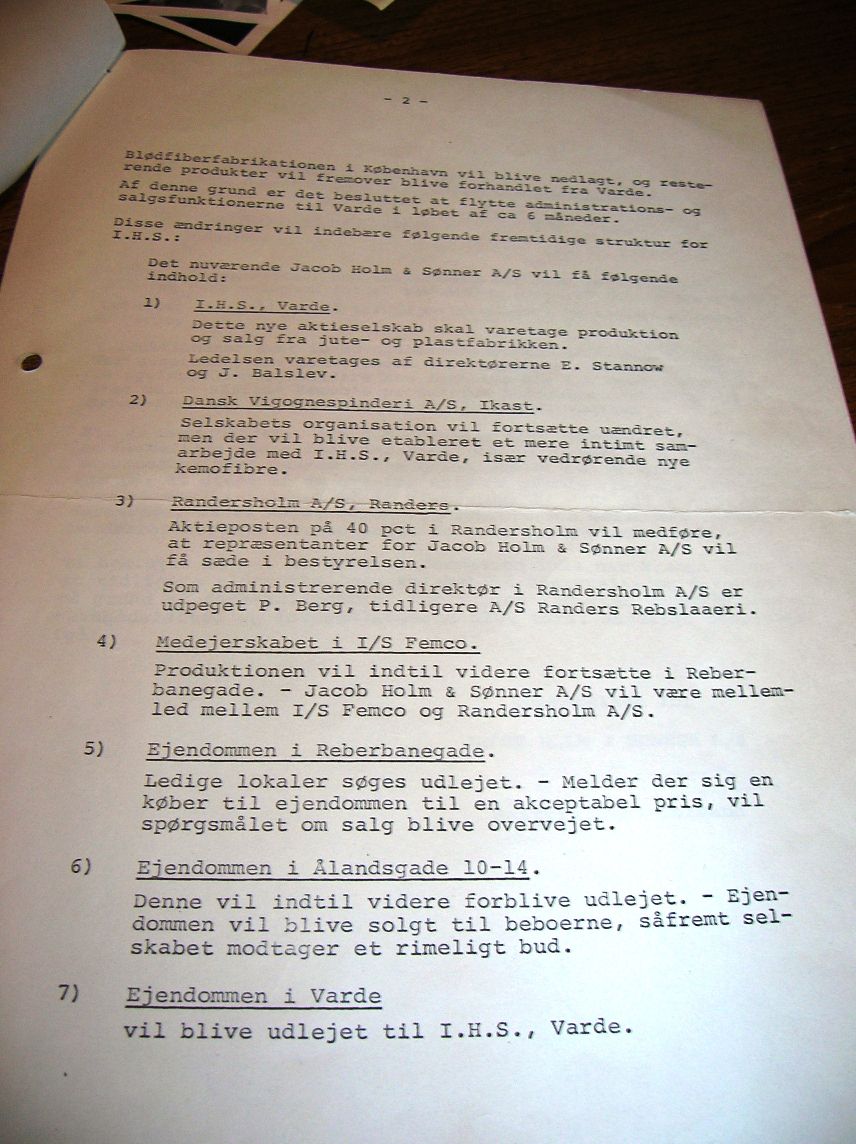 - 2 -
Blødfiberfabrikationen i København vil blive nedlagt, og reste-
rende produkter vil fremover blive forhandlet fra Varde.
Af denne grund er det besluttet at flytte administrations- og
salgsfunktionerne til Varde i løbet af ca 6 måneder.
Disse ændringer vil indebære følgende fremtidige struktur for
I.H.S.:
Det nuværende Jacob Holm & Sønner A/S vil få følgende
indhold:
1) I.H.S., Varde.
Dette nye aktieselskab skal varetage produktion
og salg fra jute- og plastfabrikken.
Ledelsen varetages af direktørerne E. Stannow
og J. Balslev.
2) Dansk Vigognespinderi A/S, Ikast.
Selskabets organisation vil fortsætte uændret,
men der vil blive etableret et mere intimt sam-
arbejde med I.H.S., Varde, især vedrørende nye
kemofibre.
3) Randersholm A/S, Randers.
Aktieposten på 40 pct i Randersholm vil medføre,
at repræsentanter for Jacob Holm & Sønner A/S vil
få sæde i bestyrelsen.
Som administrerende direktør i Randersholm A/S er
udpeget P. Berg, tidligere A/S Randers Rebslaaeri.
4) Medejerskabet i I/S Femco.
Produktionen vil indtil videre fortsætte i Reber-
banegade. - Jacob Holm & Sønner A/S vil være mellem-
led mellem I/S Femco og Randersholm A/S.
5) Ejendommen i Reberbanegade.
Ledige lokaler søges udlejet. - Melder der sig en
køber til ejendommen til en akceptabel pris, vil
spørgsmålet om salg blive overvejet.
6) Ejendommen i Ålandsgade 10-14.
Denne vil indtil videre forblive udlejet. - Ejen-
dommen vil blive solgt til beboerne, såfremt sel-
skabet modtager et rimeligt bud.
7) Ejendommen i Varde
vil blive udlejet til I.H.S., Varde.